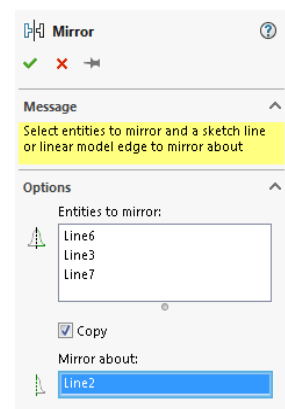 Mirror
Message
Select entities to mirror and a sketch line
or linear model edge to mirror about
Options
Entities to mirror:
Line6
Line3
Line7
Copy
Mirror about:
Line2